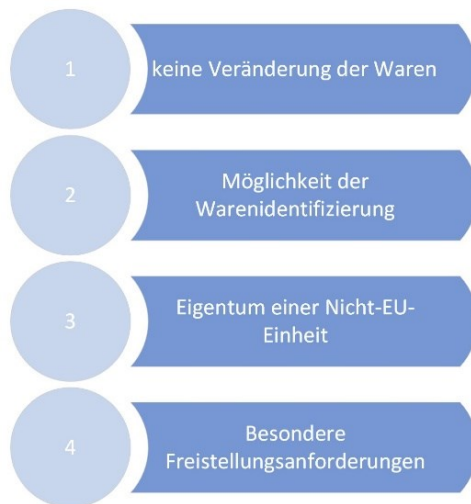 1
keine Veränderung der Waren
2
Möglichkeit der
Warenidentifizierung
3
Eigentum einer Nicht-EU-
Einheit
4
Besondere
Freistellungsanforderungen